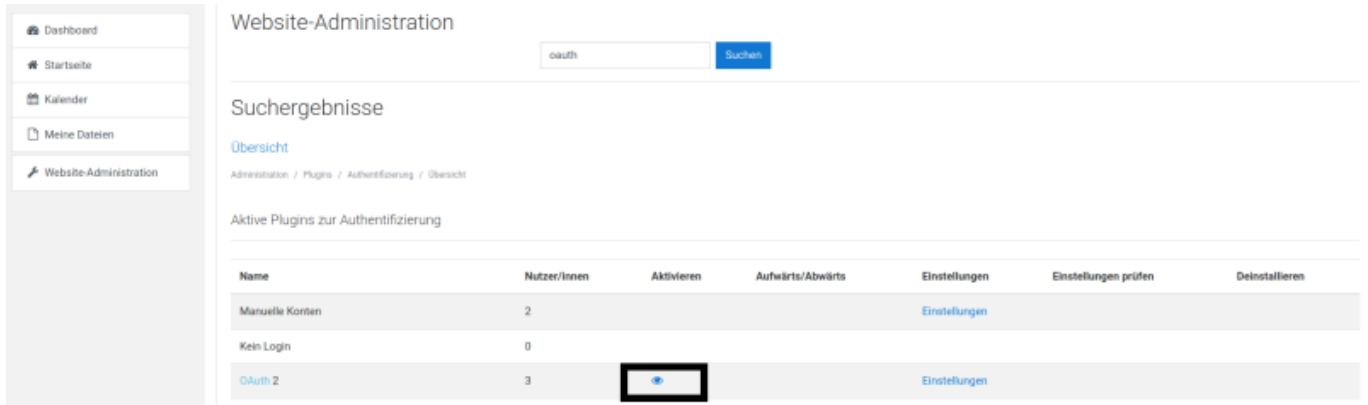 Dashboard
Startseite
Kalender
Meine Dateien
Website-Administration
Website-Administration
oauth
Suchen
Suchergebnisse
Übersicht
Administration / Plugins / Authentifizierung / Übersicht
Aktive Plugins zur Authentifizierung
Name Nutzer/innen Aktivieren Aufwärts/Abwärts Einstellungen Einstellungen prüfen Deinstallieren
Manuelle Konten 2 Einstellungen
Kein Login 0
OAuth 2 3 Einstellungen